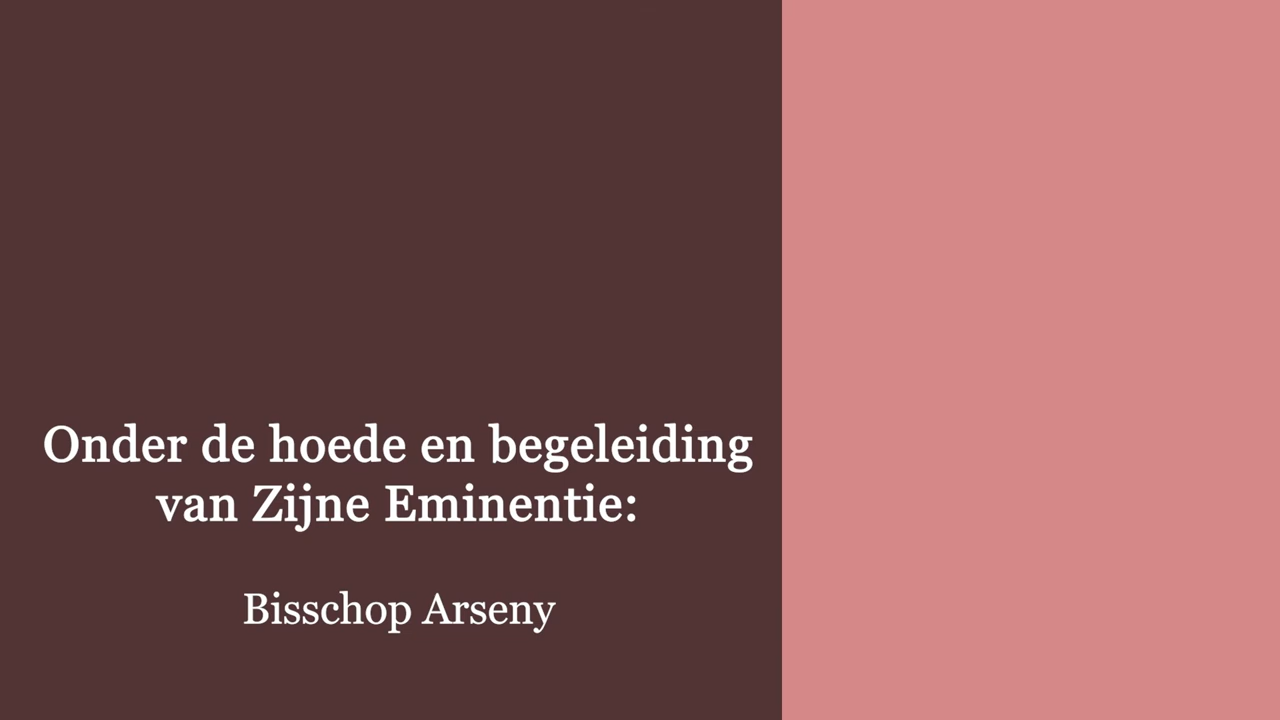 Onder de hoede en begeleiding
van Zijne Eminentie:
Bisschop Arseny